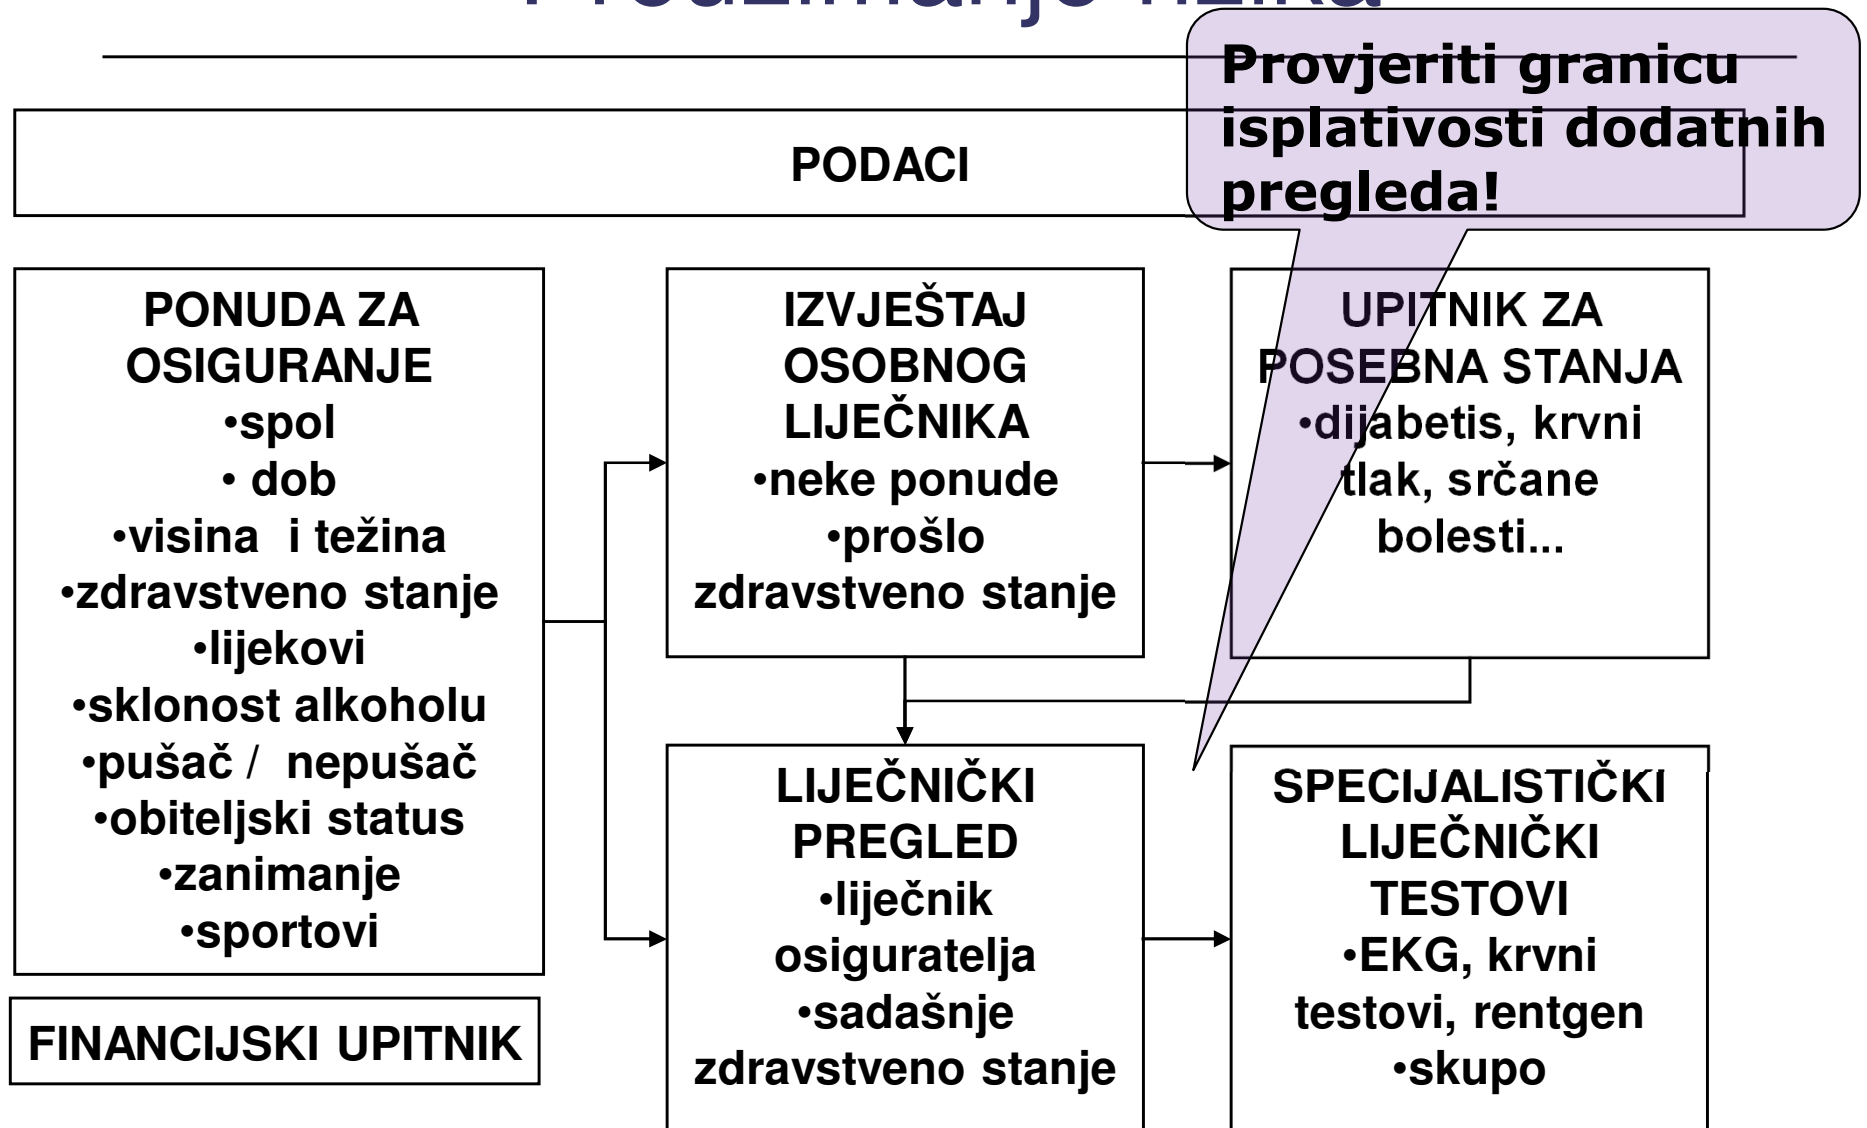 Provjeriti granicu
isplativosti dodatnih
pregleda!
PODACI
PONUDA ZA
OSIGURANJE
•spol
• dob
•visina i težina
•zdravstveno stanje
•lijekovi
•sklonost alkoholu
•pušač / nepušač
•obiteljski status
•zanimanje
•sportovi
FINANCIJSKI UPITNIK
IZVJEŠTAJ
OSOBNOG
LIJEČNIKA
•neke ponude
•prošlo
zdravstveno stanje
UPITNIK ZA
POSEBNA STANJA
•dijabetis, krvni
tlak, srčane
bolesti...
LIJEČNIČKI
PREGLED
•liječnik
osiguratelja
•sadašnje
zdravstveno stanje
SPECIJALISTIČKI
LIJEČNIČKI
TESTOVI
•EKG, krvni
testovi, rentgen
•skupo